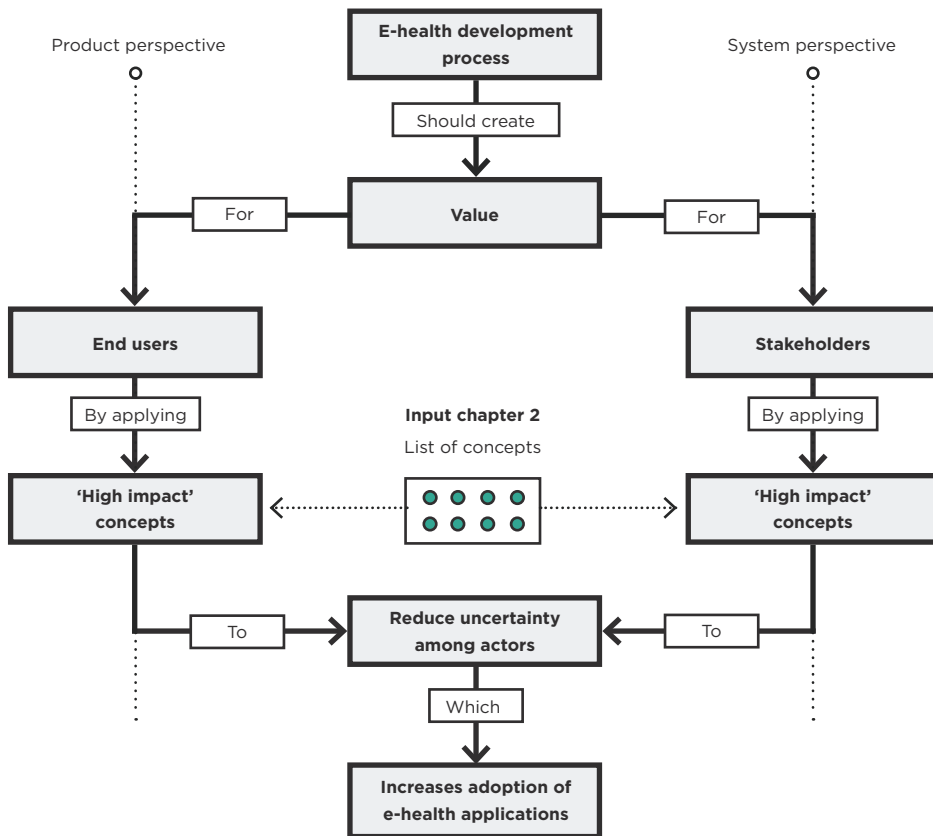 Product perspective
E-health development
process
System perspective
Should create
Value
For
For
End users
Stakeholders
By applying
Input chapter 2
List of concepts
By applying
‘High impact’
concepts
‘High impact’
concepts
Reduce uncertainty
among actors
To
To
Which
Increases adoption of
e-health applications